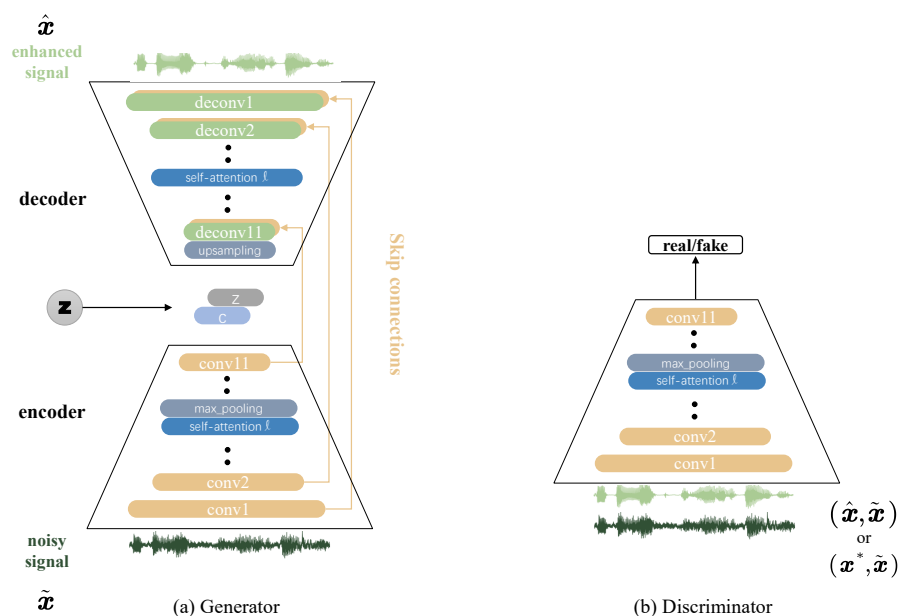 x̂
enhanced
signal
deconv1
deconv2
self-attention ℓ
decoder
deconv11
upsampling
Skip connections
z
Z
C
conv11
max_pooling
self-attention ℓ
encoder
conv2
conv1
noisy
signal
x̃
(a) Generator
real/fake
conv11
max_pooling
self-attention ℓ
conv2
conv1
(x̂, x̃)
or
(x*, x̃)
(b) Discriminator